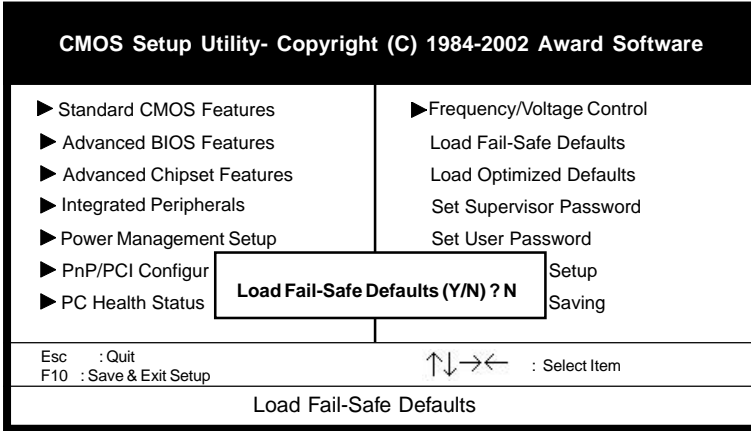 CMOS Setup Utility- Copyright (C) 1984-2002 Award Software
▶ Standard CMOS Features
▶ Advanced BIOS Features
▶ Advanced Chipset Features
▶ Integrated Peripherals
▶ Power Management Setup
▶ PnP/PCI Configur
▶ PC Health Status
▶ Frequency/Voltage Control
Load Fail-Safe Defaults
Load Optimized Defaults
Set Supervisor Password
Set User Password
Setup
Saving
Load Fail-Safe Defaults (Y/N) ? N
Esc : Quit
F10 : Save & Exit Setup
↑↓→← : Select Item
Load Fail-Safe Defaults